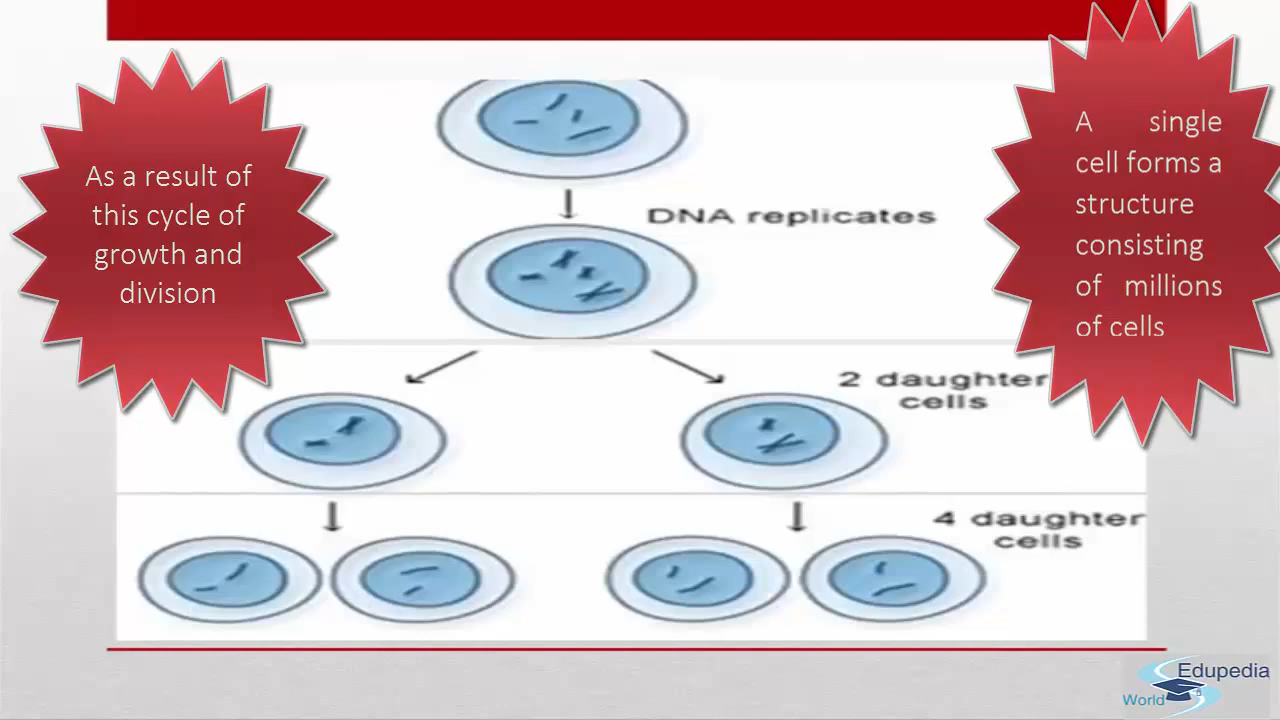 As a result of
this cycle of
growth and
division
A single
cell forms a
structure
consisting
of millions
of cells
DNA replicates
2 daughter
cells
4 daughter
cells
Edupedia
World